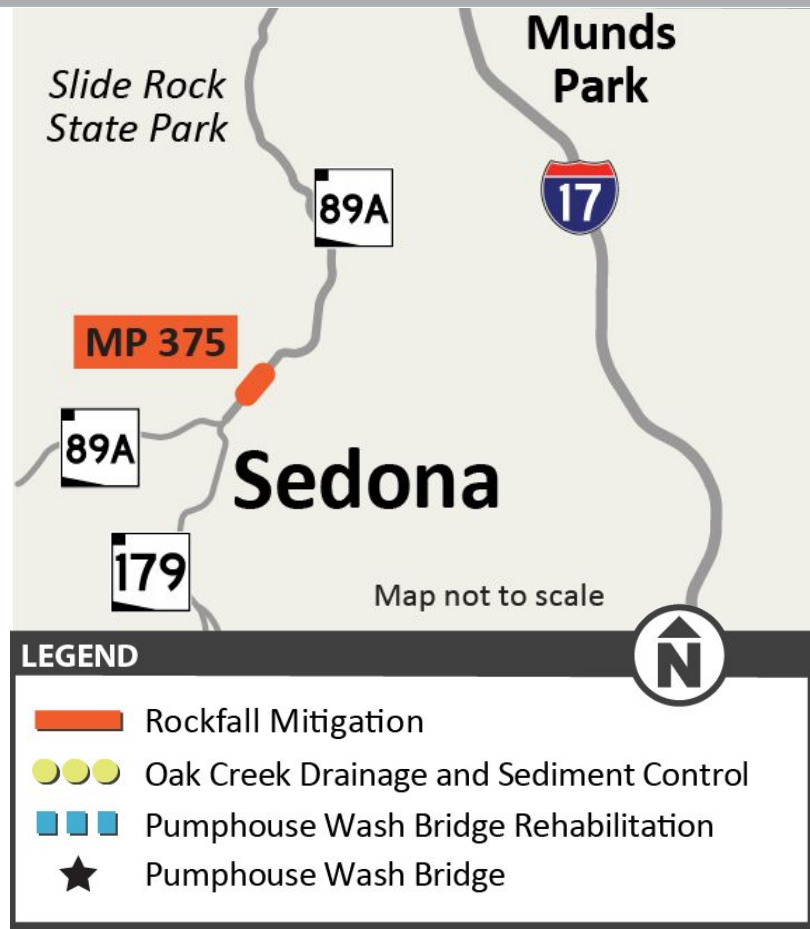 Munds
Park
Slide Rock
State Park
89A
17
MP 375
89A
Sedona
179
Map not to scale
N
LEGEND
Rockfall Mitigation
Oak Creek Drainage and Sediment Control
Pumphouse Wash Bridge Rehabilitation
Pumphouse Wash Bridge